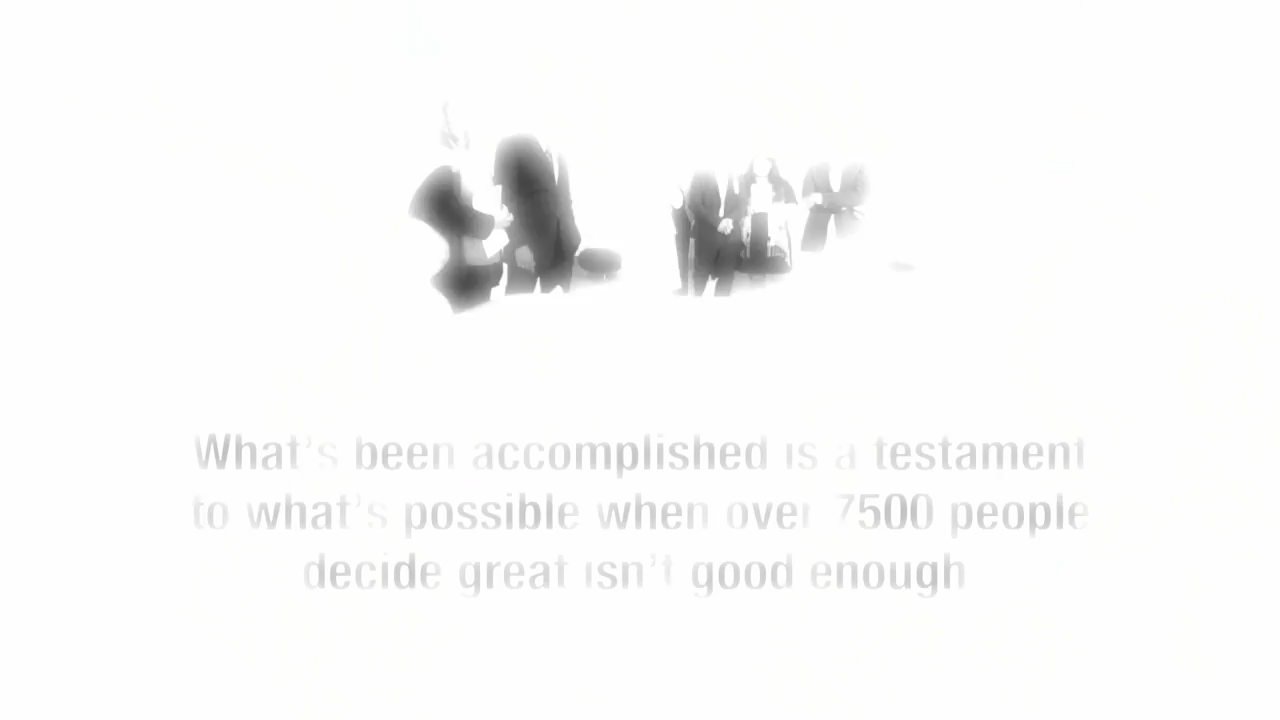 What's been accomplished is a testament
to what's possible when over 7500 people
decide great isn't good enough